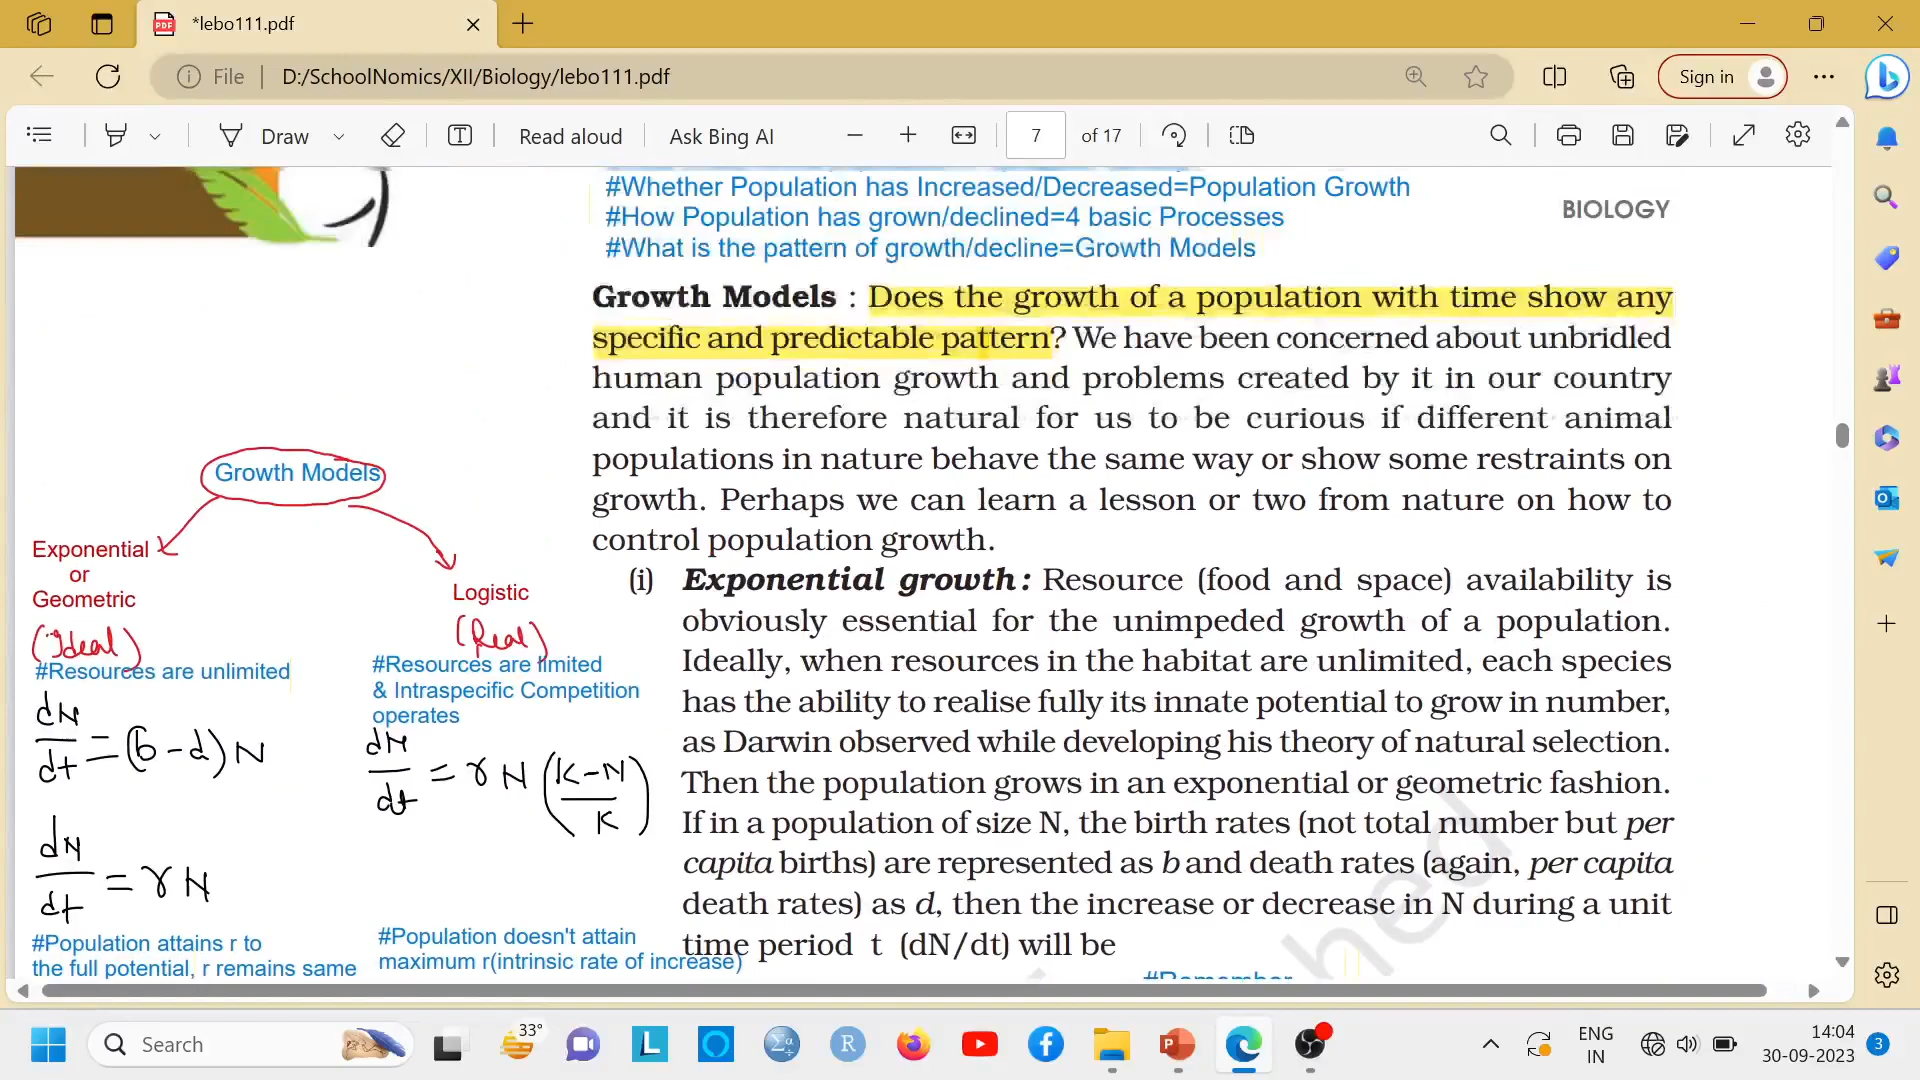 *lebo111.pdf
File
D:/SchoolNomics/XII/Biology/lebo111.pdf
Sign in
Draw
Read aloud
Ask Bing AI
7
of 17
#Whether Population has Increased/Decreased=Population Growth
#How Population has grown/declined=4 basic Processes
#What is the pattern of growth/decline=Growth Models
BIOLOGY
Growth Models : Does the growth of a population with time show any
specific and predictable pattern? We have been concerned about unbridled
human population growth and problems created by it in our country
and it is therefore natural for us to be curious if different animal
populations in nature behave the same way or show some restraints on
growth. Perhaps we can learn a lesson or two from nature on how to
control population growth.
(i) Exponential growth: Resource (food and space) availability is
obviously essential for the unimpeded growth of a population.
Ideally, when resources in the habitat are unlimited, each species
has the ability to realise fully its innate potential to grow in number,
as Darwin observed while developing his theory of natural selection.
Then the population grows in an exponential or geometric fashion.
If in a population of size N, the birth rates (not total number but per
capita births) are represented as b and death rates (again, per capita
death rates) as d, then the increase or decrease in N during a unit
time period t (dN/dt) will be
#Remember
Growth Models
Exponential
or
Geometric
(Ideal)
#Resources are unlimited
dN/dt = (b-d)N
dN/dt = rN
#Population attains r to
the full potential, r remains same
Logistic
(Real)
#Resources are limited
& Intraspecific Competition
operates
dN/dt = rN (K-N/K)
#Population doesn't attain
maximum r(intrinsic rate of increase)
Search
33°
ENG
IN
14:04
30-09-2023
3